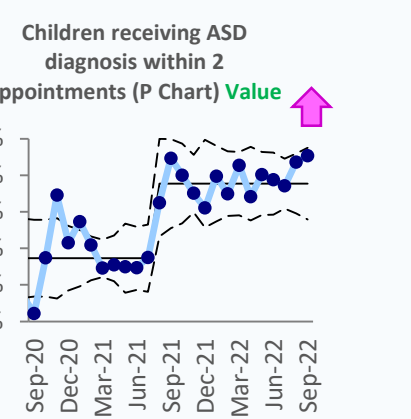 Children receiving ASD
diagnosis within 2
ppointments (P Chart) Value
Sep-20
Dec-20
Mar-21
Jun-21
Sep-21
Dec-21
Mar-22
Jun-22
Sep-22